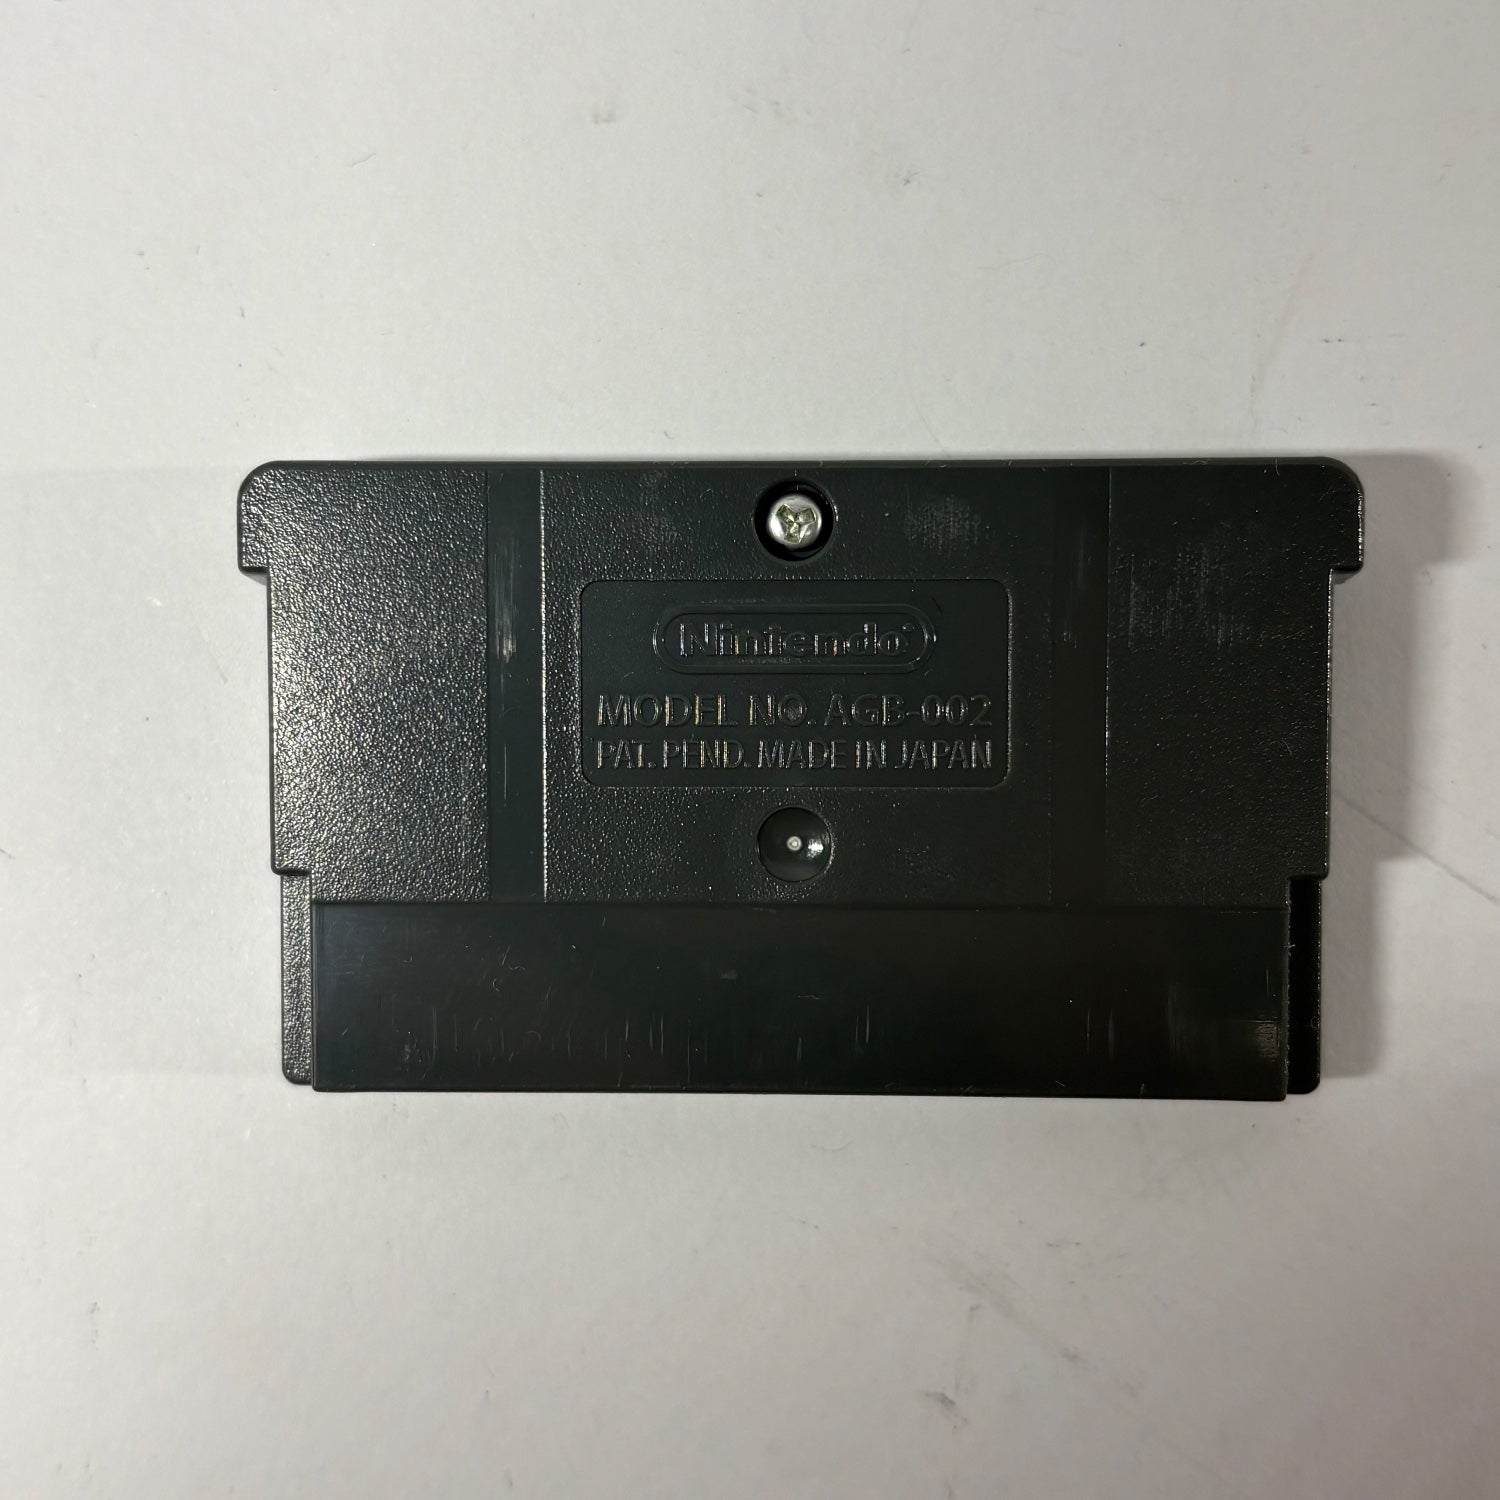 Nintendo
MODEL NO. AGB-002
PAT. PEND. MADE IN JAPAN